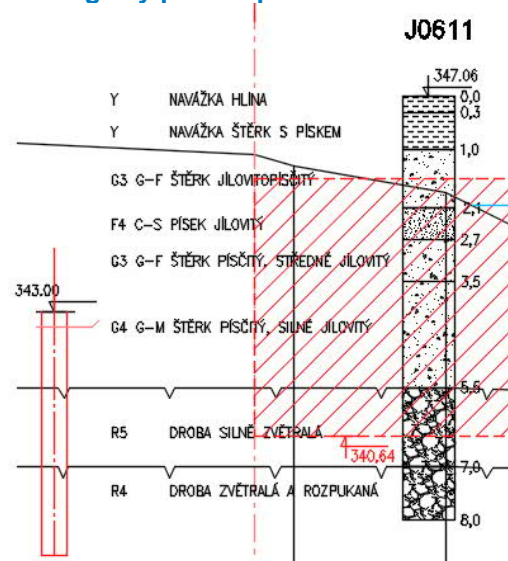 J0611
347.06
0,0
Y NAVÁŽKA HLÍNA
0,3
Y NAVÁŽKA ŠTĚRK S PÍSKEM
1,0
G3 G-F ŠTĚRK JÍLOVITOPÍSČITÝ
2,1
F4 C-S PÍSEK JÍLOVITÝ
2,7
G3 G-F ŠTĚRK PÍSČITÝ, STŘEDNĚ JÍLOVITÝ
3,5
343.00
G4 G-M ŠTĚRK PÍSČITÝ, SILNĚ JÍLOVITÝ
5,5
R5 DROBA SILNĚ ZVĚTRALÁ
340,64
7,0
R4 DROBA ZVĚTRALÁ A ROZPUKANÁ
8,0